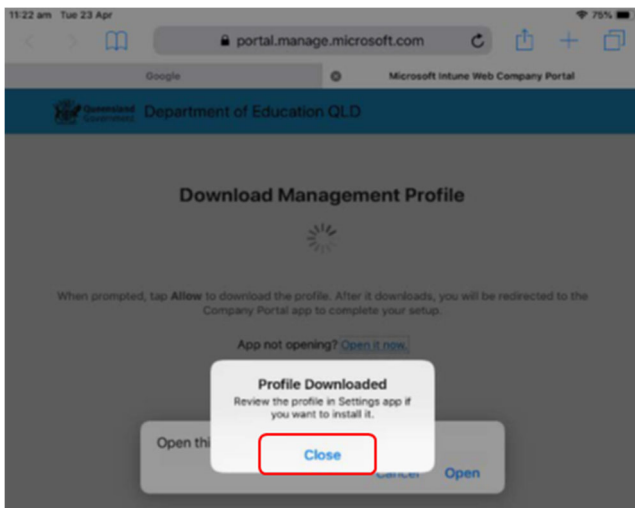 11:22 am Tue 23 Apr
75%
portal.manage.microsoft.com
Google
Microsoft Intune Web Company Portal
Queensland
Government
Department of Education QLD
Download Management Profile
When prompted, tap Allow to download the profile. After it downloads, you will be redirected to the
Company Portal app to complete your setup.
App not opening? Open it now.
Profile Downloaded
Review the profile in Settings app if
you want to install it.
Close
Open thi
Cancel
Open